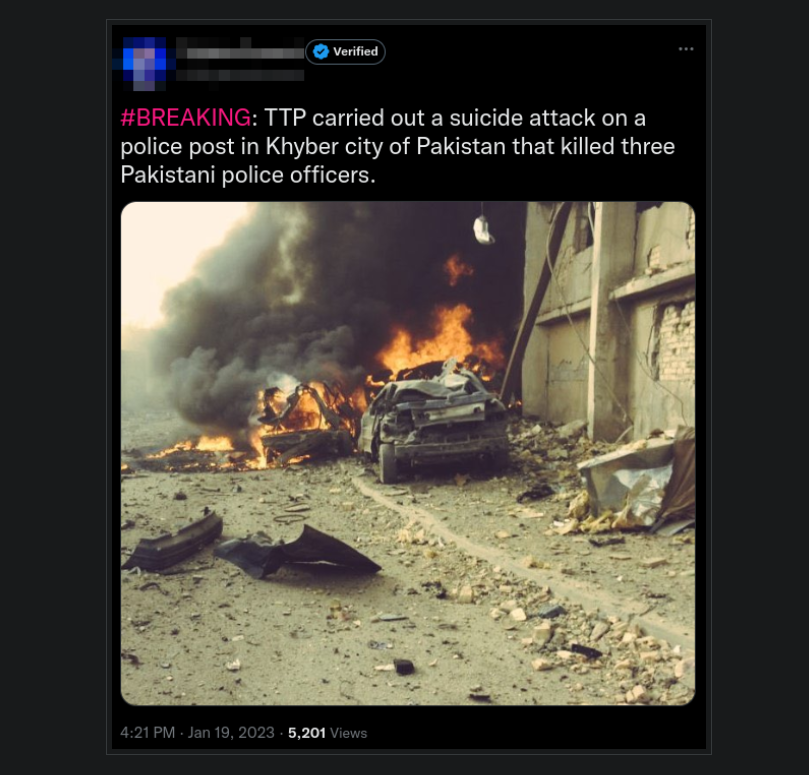 Verified
#BREAKING: TTP carried out a suicide attack on a
police post in Khyber city of Pakistan that killed three
Pakistani police officers.
4:21 PM · Jan 19, 2023 · 5,201 Views